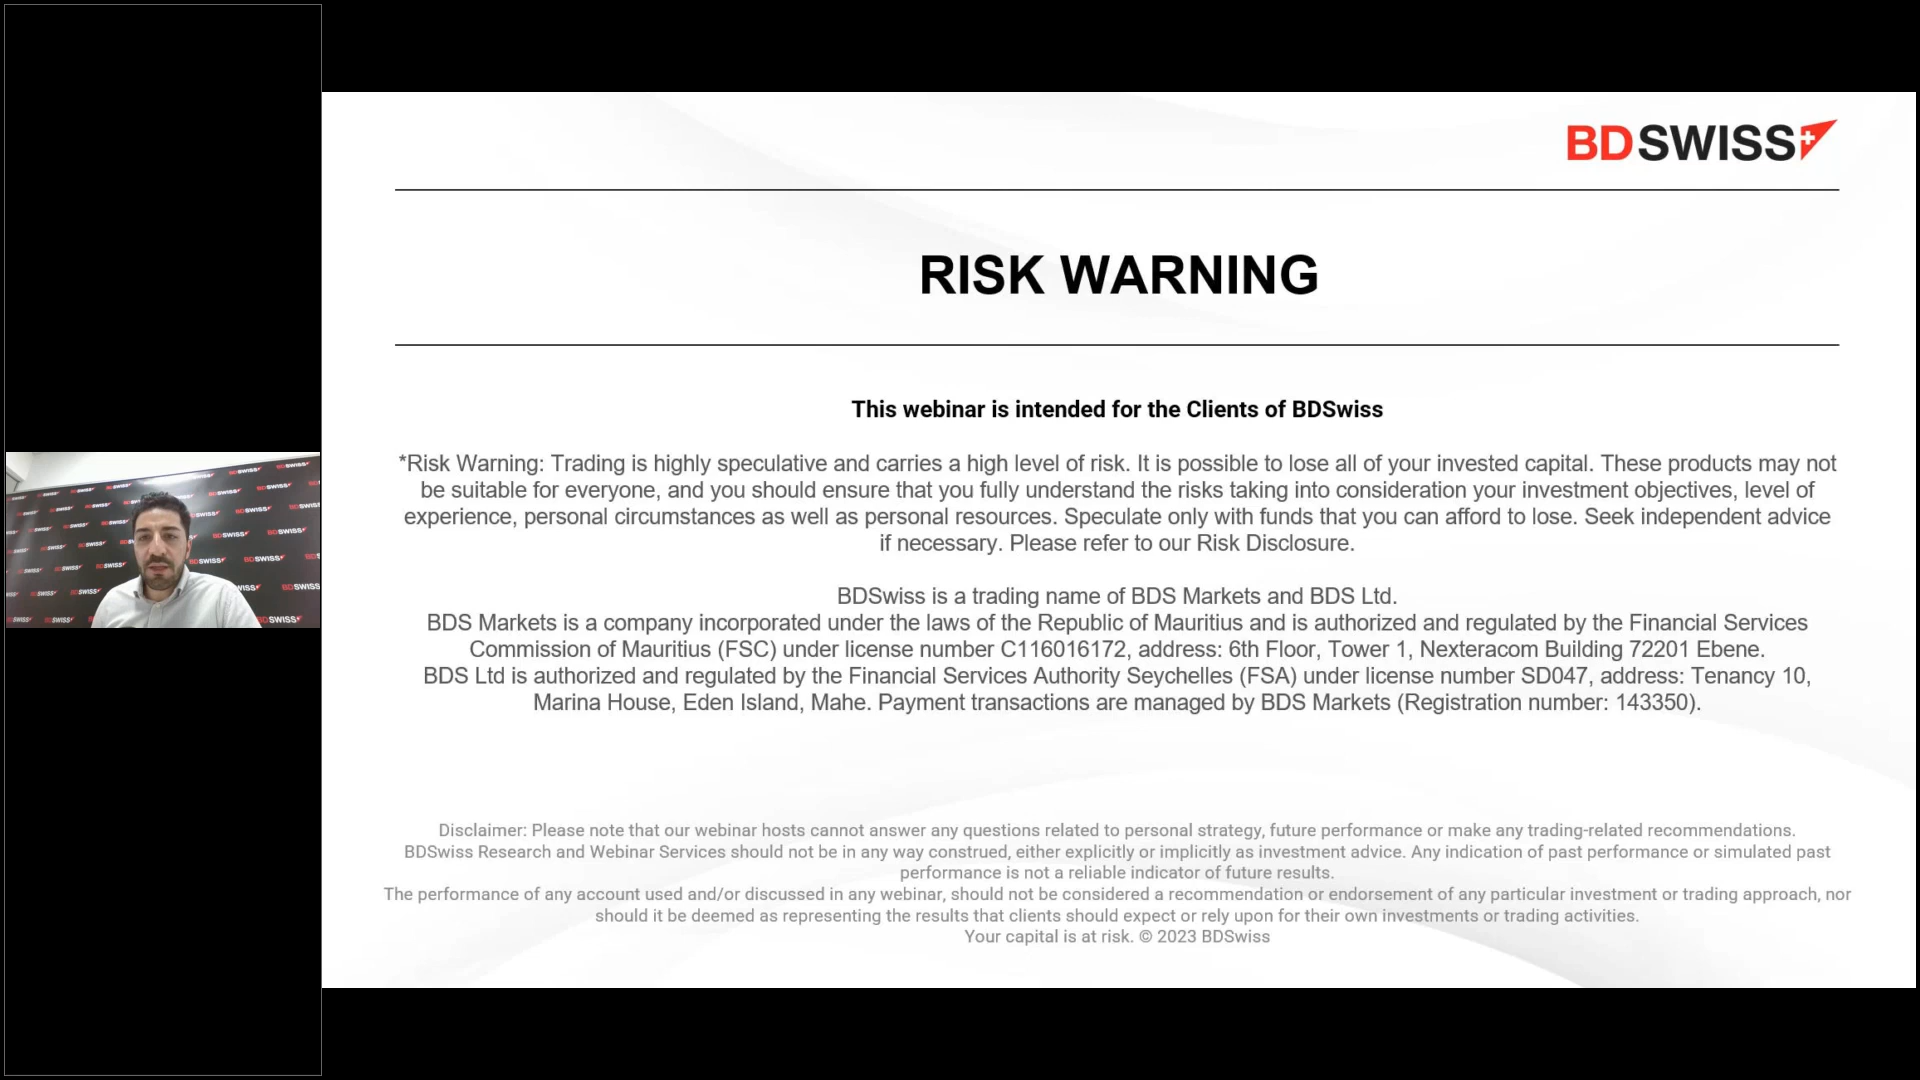 BDSWISS
RISK WARNING
This webinar is intended for the Clients of BDSwiss
*Risk Warning: Trading is highly speculative and carries a high level of risk. It is possible to lose all of your invested capital. These products may not
be suitable for everyone, and you should ensure that you fully understand the risks taking into consideration your investment objectives, level of
experience, personal circumstances as well as personal resources. Speculate only with funds that you can afford to lose. Seek independent advice
if necessary. Please refer to our Risk Disclosure.
BDSwiss is a trading name of BDS Markets and BDS Ltd.
BDS Markets is a company incorporated under the laws of the Republic of Mauritius and is authorized and regulated by the Financial Services
Commission of Mauritius (FSC) under license number C116016172, address: 6th Floor, Tower 1, Nexteracom Building 72201 Ebene.
BDS Ltd is authorized and regulated by the Financial Services Authority Seychelles (FSA) under license number SD047, address: Tenancy 10,
Marina House, Eden Island, Mahe. Payment transactions are managed by BDS Markets (Registration number: 143350).
Disclaimer: Please note that our webinar hosts cannot answer any questions related to personal strategy, future performance or make any trading-related recommendations.
BDSwiss Research and Webinar Services should not be in any way construed, either explicitly or implicitly as investment advice. Any indication of past performance or simulated past
performance is not a reliable indicator of future results.
The performance of any account used and/or discussed in any webinar, should not be considered a recommendation or endorsement of any particular investment or trading approach, nor
should it be deemed as representing the results that clients should expect or rely upon for their own investments or trading activities.
Your capital is at risk. © 2023 BDSwiss